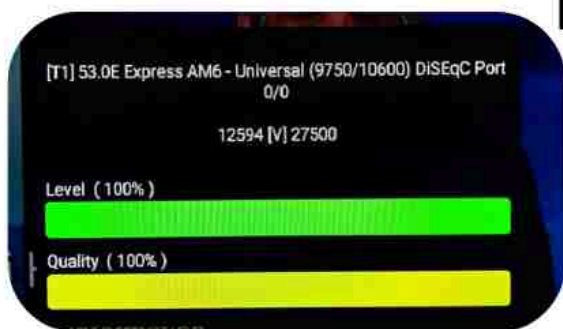 [T1] 53.0E Express AM6 - Universal (9750/10600) DiSEqC Port
0/0
12594 [V] 27500
Level ( 100% )
Quality ( 100% )